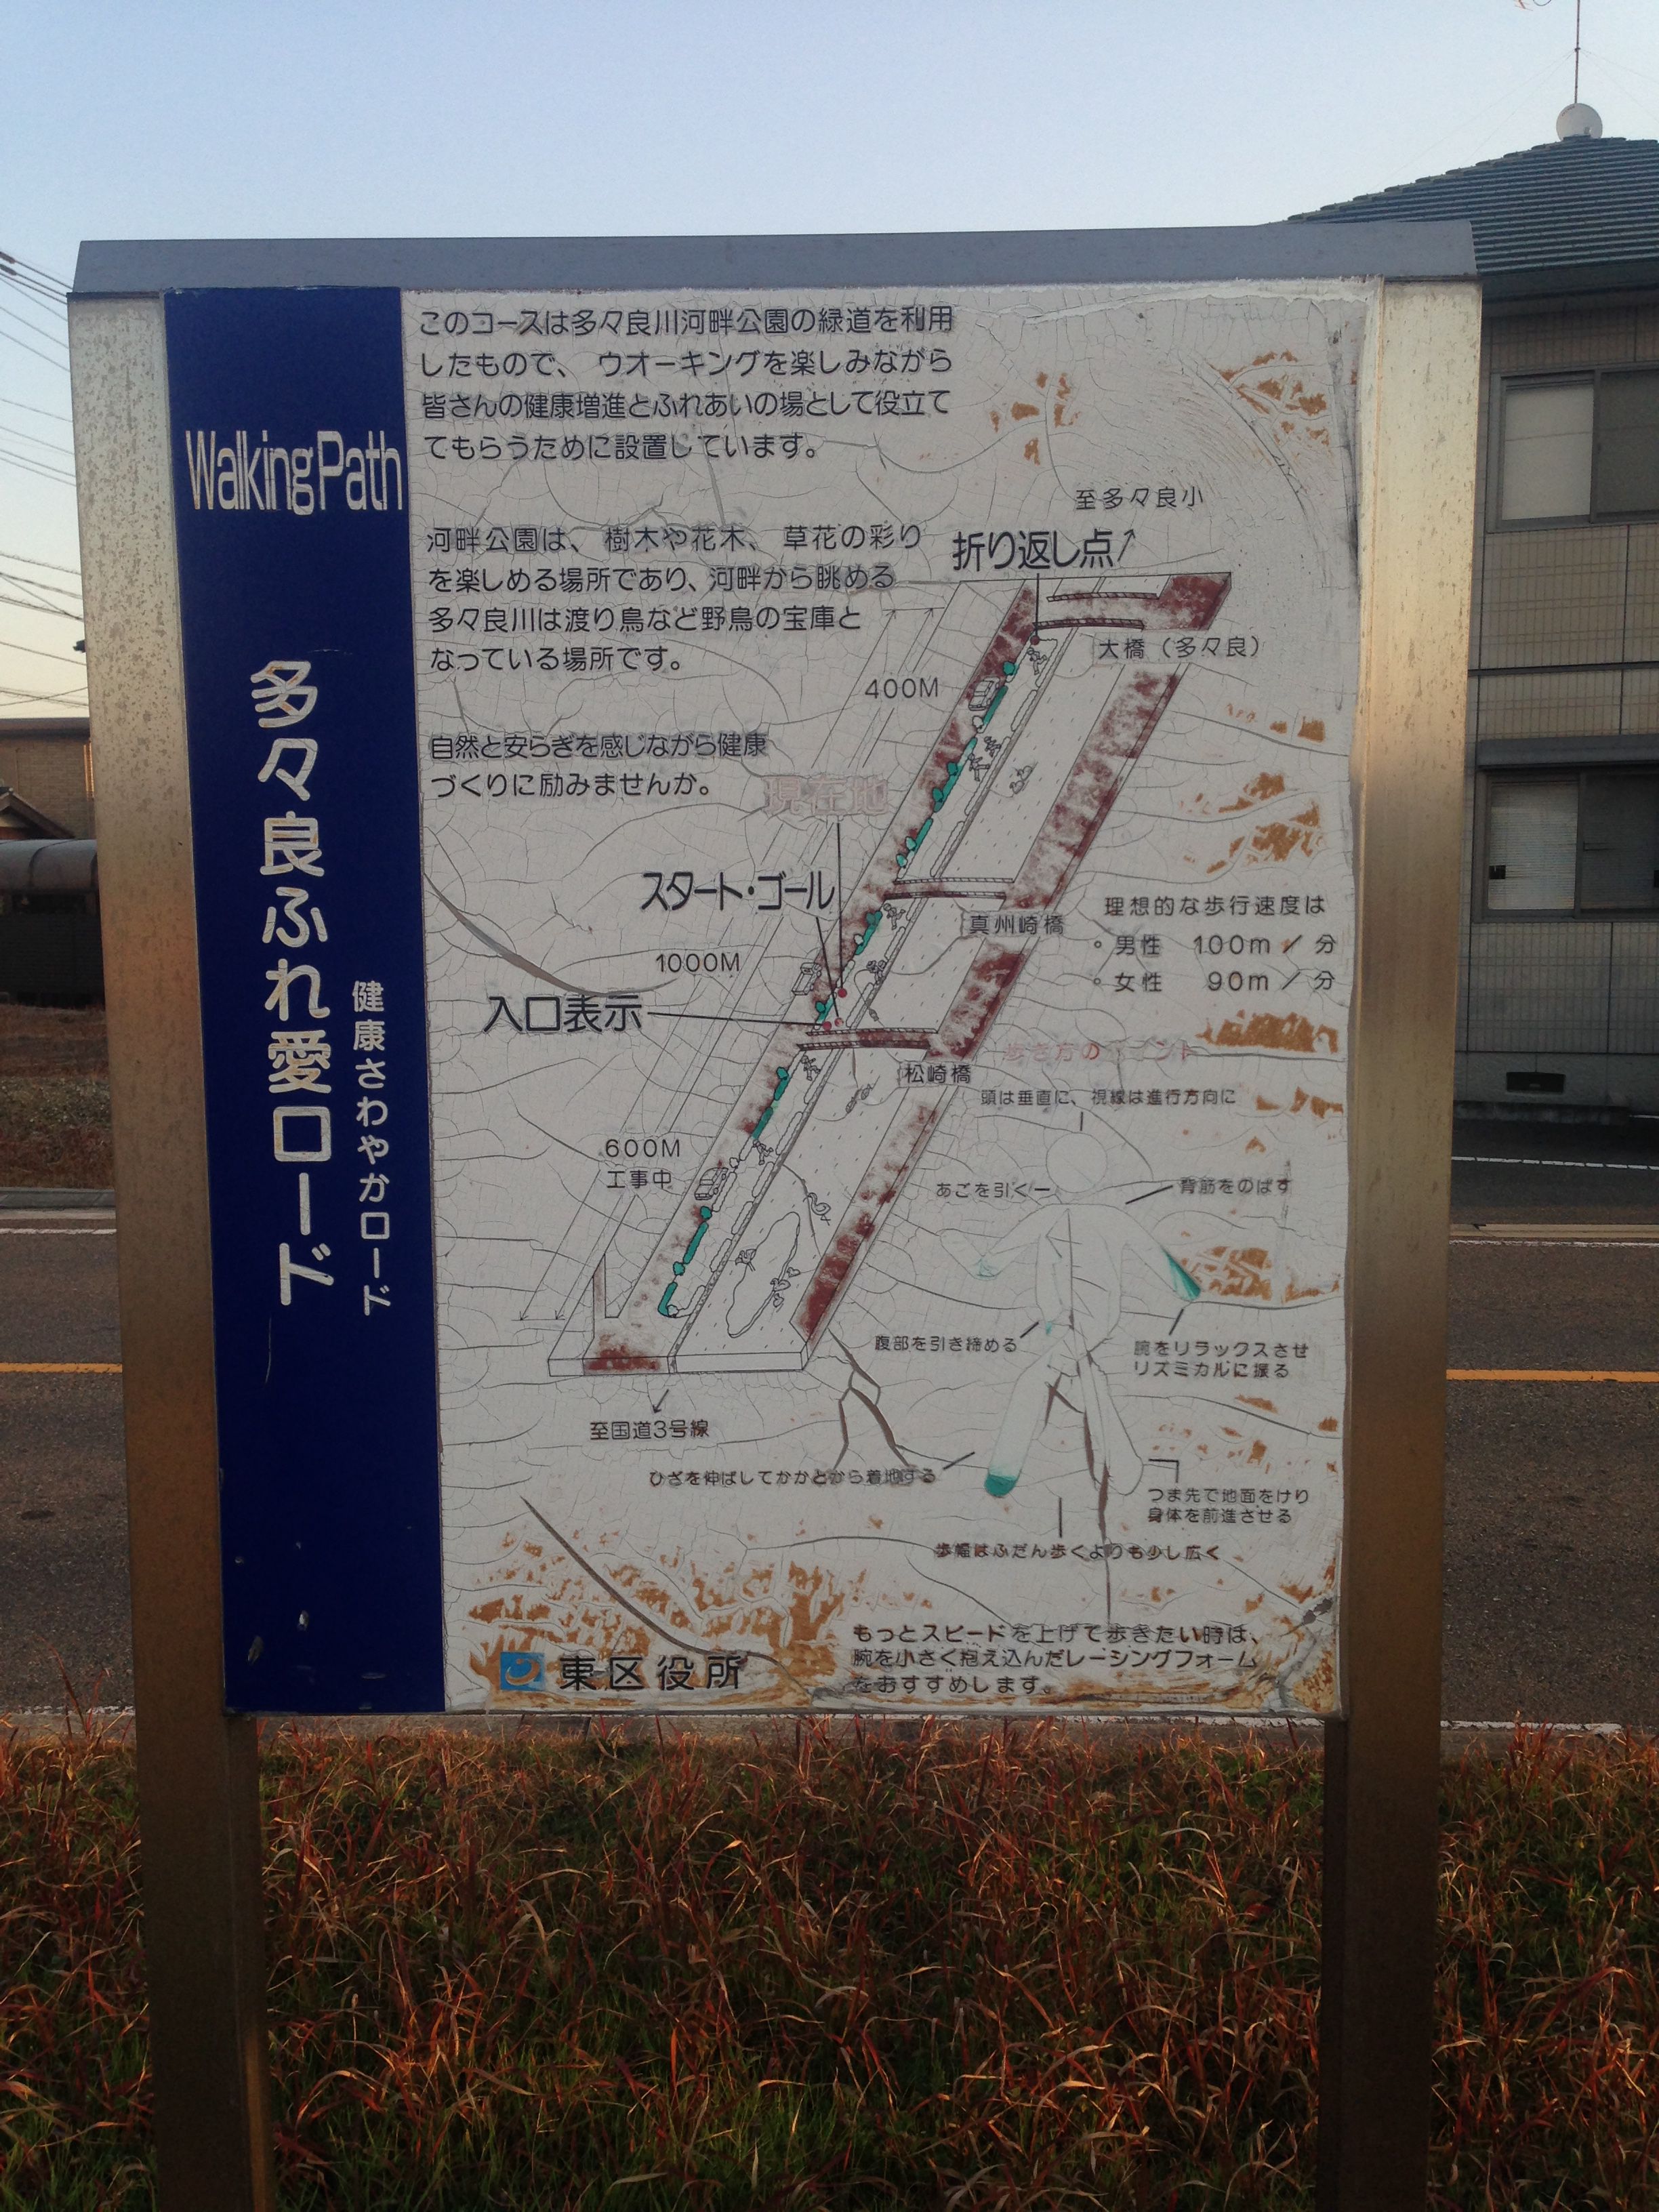 Walking Path
多々良ふれ愛ロード
健康さわやかロード
このコースは多々良川河畔公園の緑道を利用
したもので、ウオーキングを楽しみながら
皆さんの健康増進とふれあいの場として役立て
てもらうために設置しています。
河畔公園は、樹木や花木、草花の彩り
を楽しめる場所であり、河畔から眺める
多々良川は渡り鳥など野鳥の宝庫と
なっている場所です。
自然と安らぎを感じながら健康
づくりに励みませんか。
至多々良小
折り返し点
大橋（多々良）
400M
現在地
スタート・ゴール
真州崎橋
1000M
入口表示
松崎橋
600M
工事中
至国道3号線
理想的な歩行速度は
男性 100m／分
女性 90m／分
歩き方のポイント
頭は垂直に、視線は進行方向に
あごを引く
背筋をのばす
腹部を引き締める
腕をリラックスさせ
リズミカルに振る
ひざを伸ばしてかかとから着地する
つま先で地面をけり
身体を前進させる
歩幅はふだん歩くよりも少し広く
もっとスピードを上げて歩きたい時は、
腕を小さく抱え込んだレーシングフォーム
をおすすめします。
東区役所